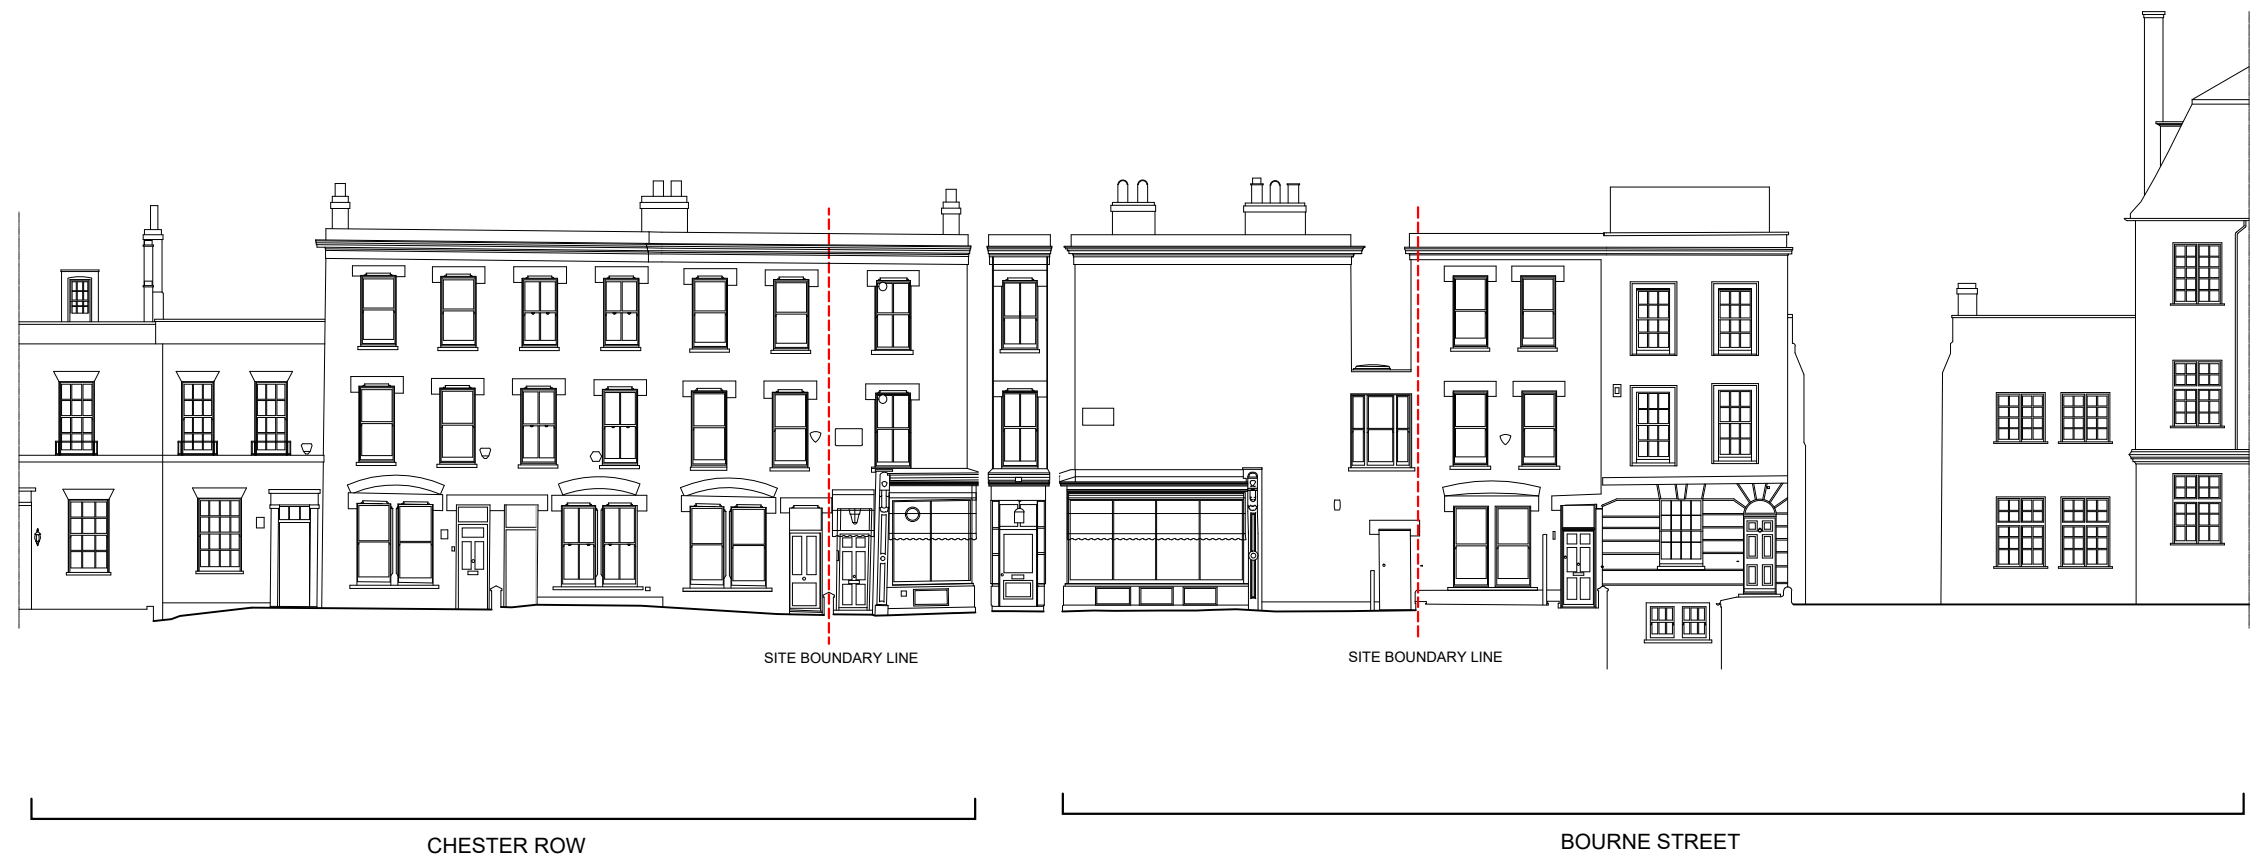 SITE BOUNDARY LINE
SITE BOUNDARY LINE
CHESTER ROW
BOURNE STREET